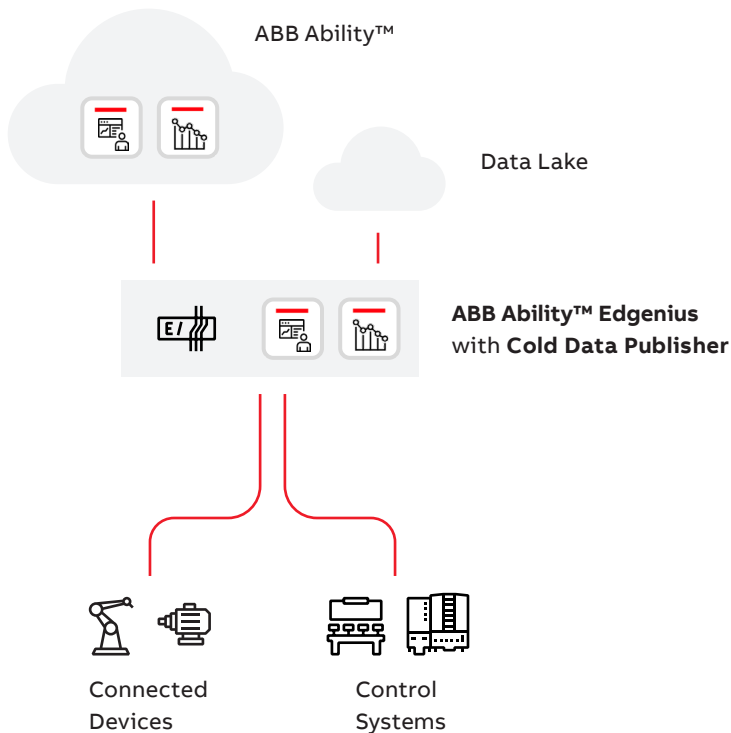 ABB Ability™
Data Lake
E/
ABB Ability™ Edgenius
with Cold Data Publisher
Connected
Devices
Control
Systems